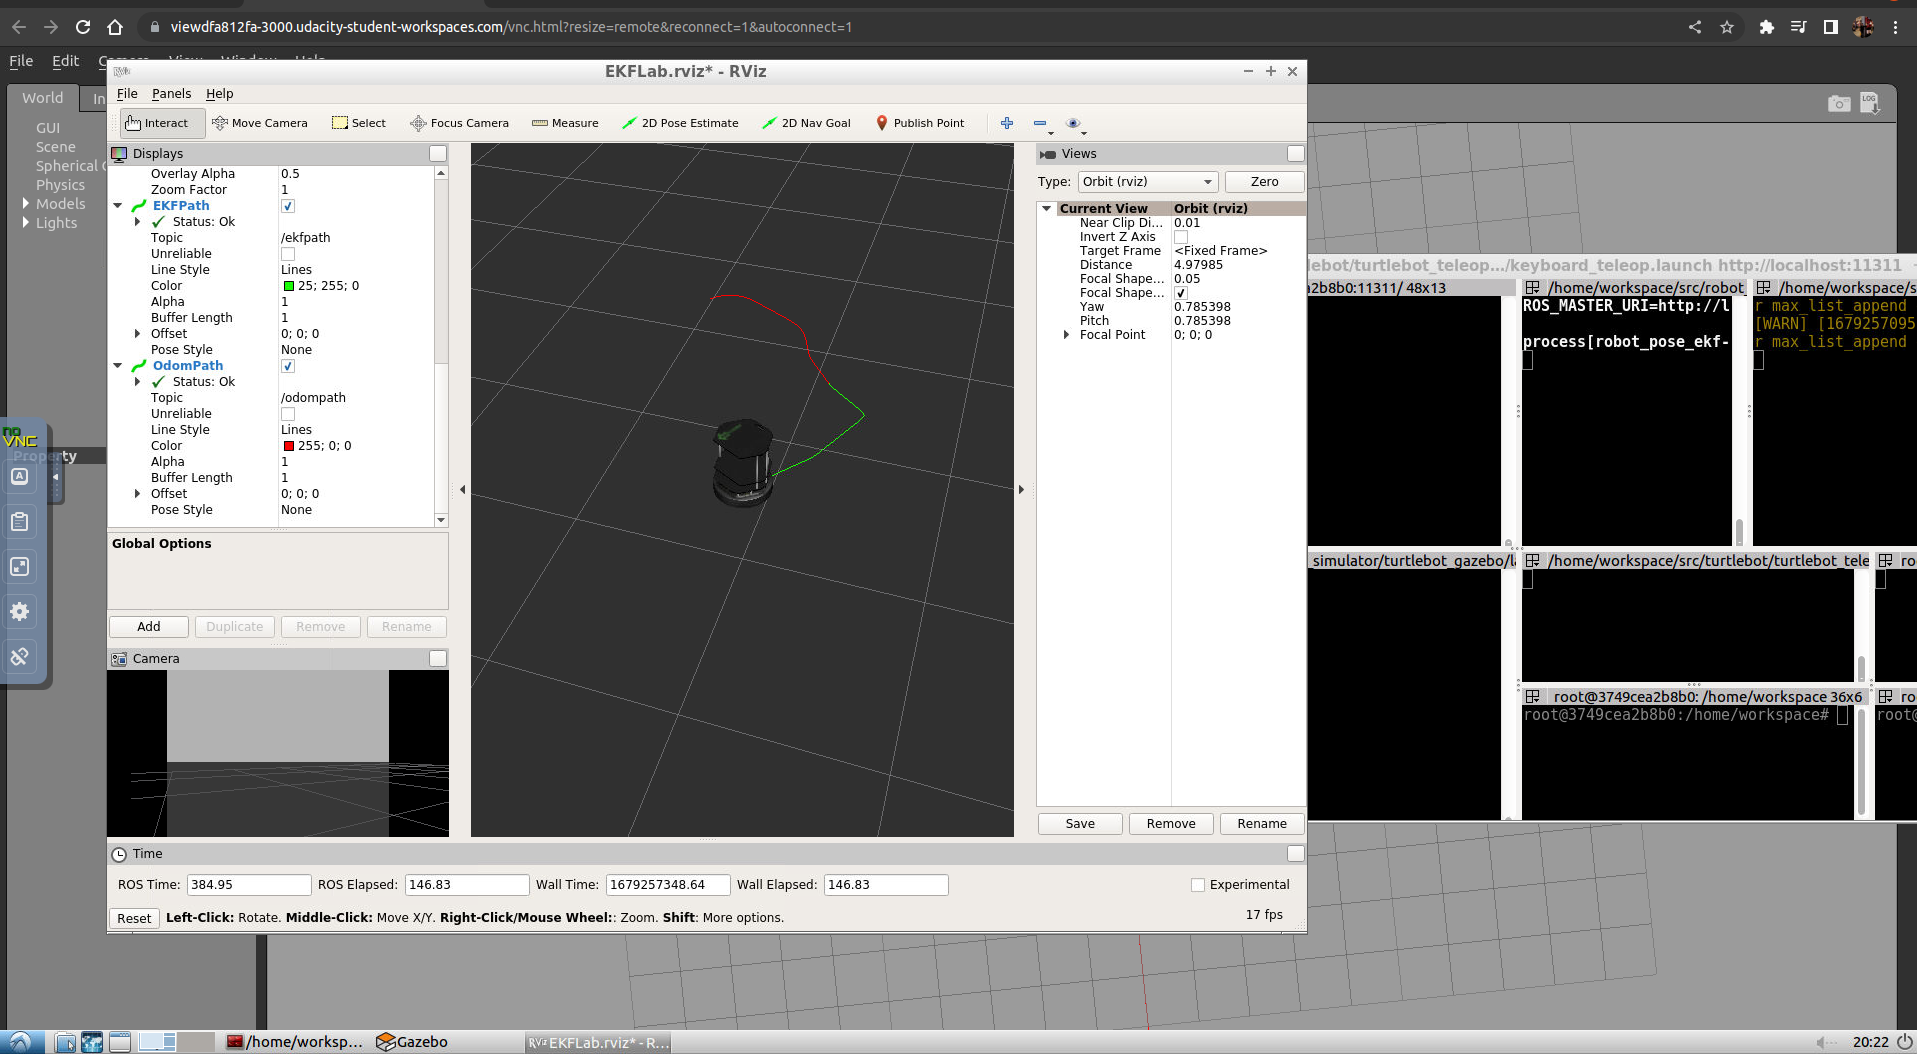 viewdfa812fa-3000.udacity-student-workspaces.com/vnc.html?resize=remote&reconnect=1&autoconnect=1
File Edit
World
GUI
Scene
Spherical
Physics
Models
Lights
Property
no
VNC
A
RViz
EKFLab.rviz* - RViz
File Panels Help
Interact Move Camera Select Focus Camera Measure 2D Pose Estimate 2D Nav Goal Publish Point
Displays
Overlay Alpha 0.5
Zoom Factor 1
EKFPath
Status: Ok
Topic /ekfpath
Unreliable
Line Style Lines
Color 25; 255; 0
Alpha 1
Buffer Length 1
Offset 0; 0; 0
Pose Style None
OdomPath
Status: Ok
Topic /odompath
Unreliable
Line Style Lines
Color 255; 0; 0
Alpha 1
Buffer Length 1
Offset 0; 0; 0
Pose Style None
Global Options
Add Duplicate Remove Rename
Camera
Views
Type: Orbit (rviz) Zero
Current View Orbit (rviz)
Near Clip Di... 0.01
Invert Z Axis
Target Frame <Fixed Frame>
Distance 4.97985
Focal Shape... 0.05
Focal Shape...
Yaw 0.785398
Pitch 0.785398
Focal Point 0; 0; 0
Save Remove Rename
Time
ROS Time: 384.95 ROS Elapsed: 146.83 Wall Time: 1679257348.64 Wall Elapsed: 146.83 Experimental
Reset Left-Click: Rotate. Middle-Click: Move X/Y. Right-Click/Mouse Wheel:: Zoom. Shift: More options. 17 fps
LOG
lebot/turtlebot_teleop.../keyboard_teleop.launch http://localhost:11311
a2b8b0:11311/ 48x13
/home/workspace/src/robot_
ROS_MASTER_URI=http://l
process[robot_pose_ekf-
/home/workspace/s
r max_list_append
[WARN] [1679257095
r max_list_append
_simulator/turtlebot_gazebo/la
/home/workspace/src/turtlebot/turtlebot_tele
ro
root@3749cea2b8b0: /home/workspace 36x6
root@3749cea2b8b0:/home/workspace#
ro
root@
/home/worksp... Gazebo RViz EKFLab.rviz* - R... 20:22